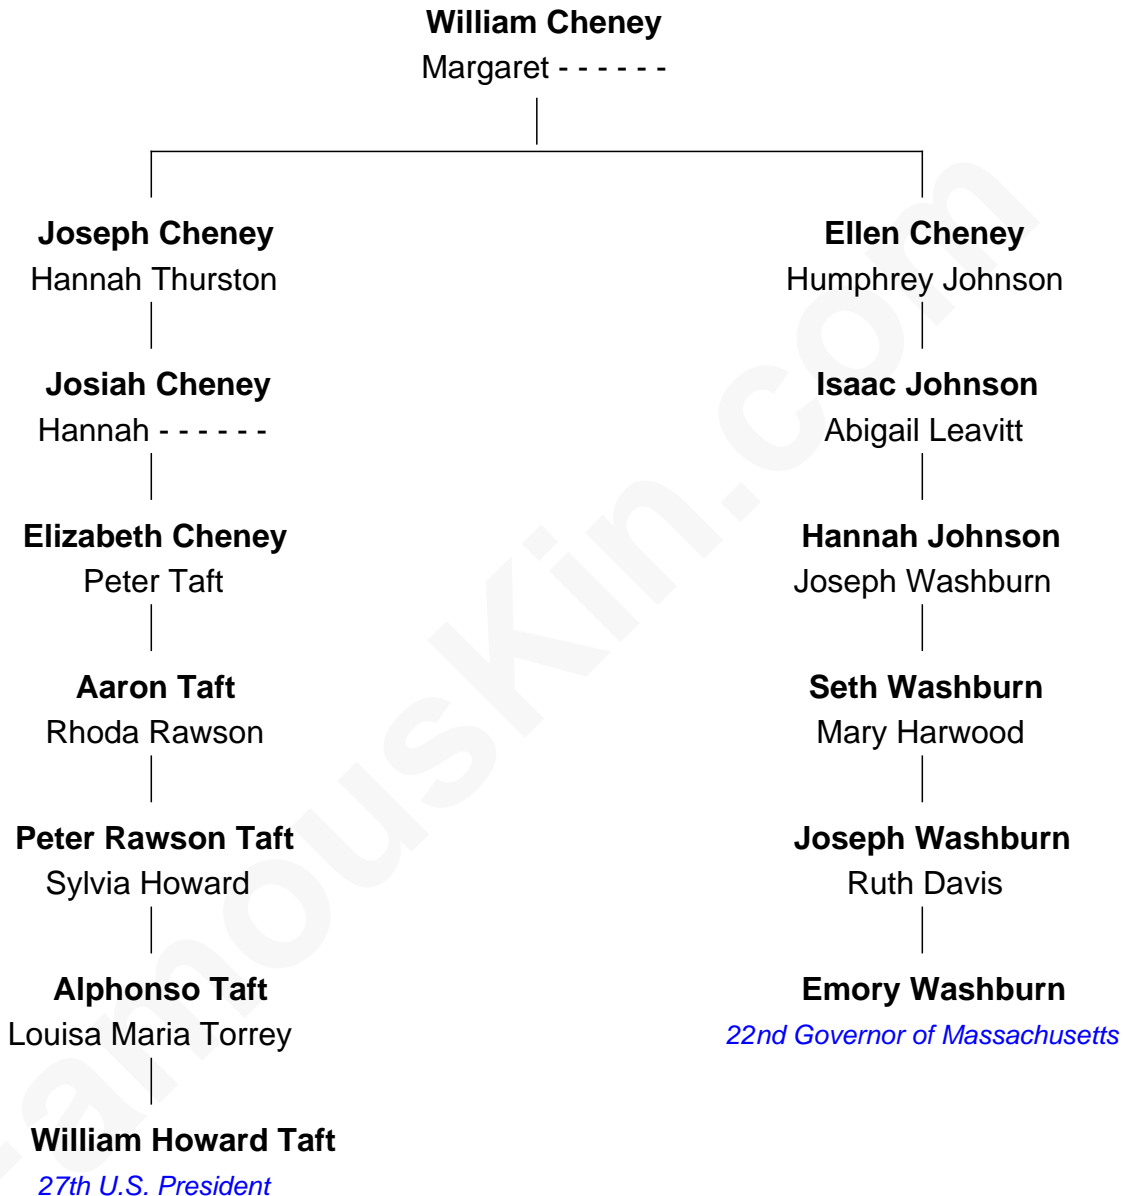 William Cheney
Margaret - - - - - -
Joseph Cheney
Hannah Thurston
Ellen Cheney
Humphrey Johnson
Josiah Cheney
Hannah - - - - - -
Isaac Johnson
Abigail Leavitt
Elizabeth Cheney
Peter Taft
Hannah Johnson
Joseph Washburn
Aaron Taft
Rhoda Rawson
Seth Washburn
Mary Harwood
Peter Rawson Taft
Sylvia Howard
Joseph Washburn
Ruth Davis
Alphonso Taft
Louisa Maria Torrey
Emory Washburn
22nd Governor of Massachusetts
William Howard Taft
27th U.S. President
FamousKin.com